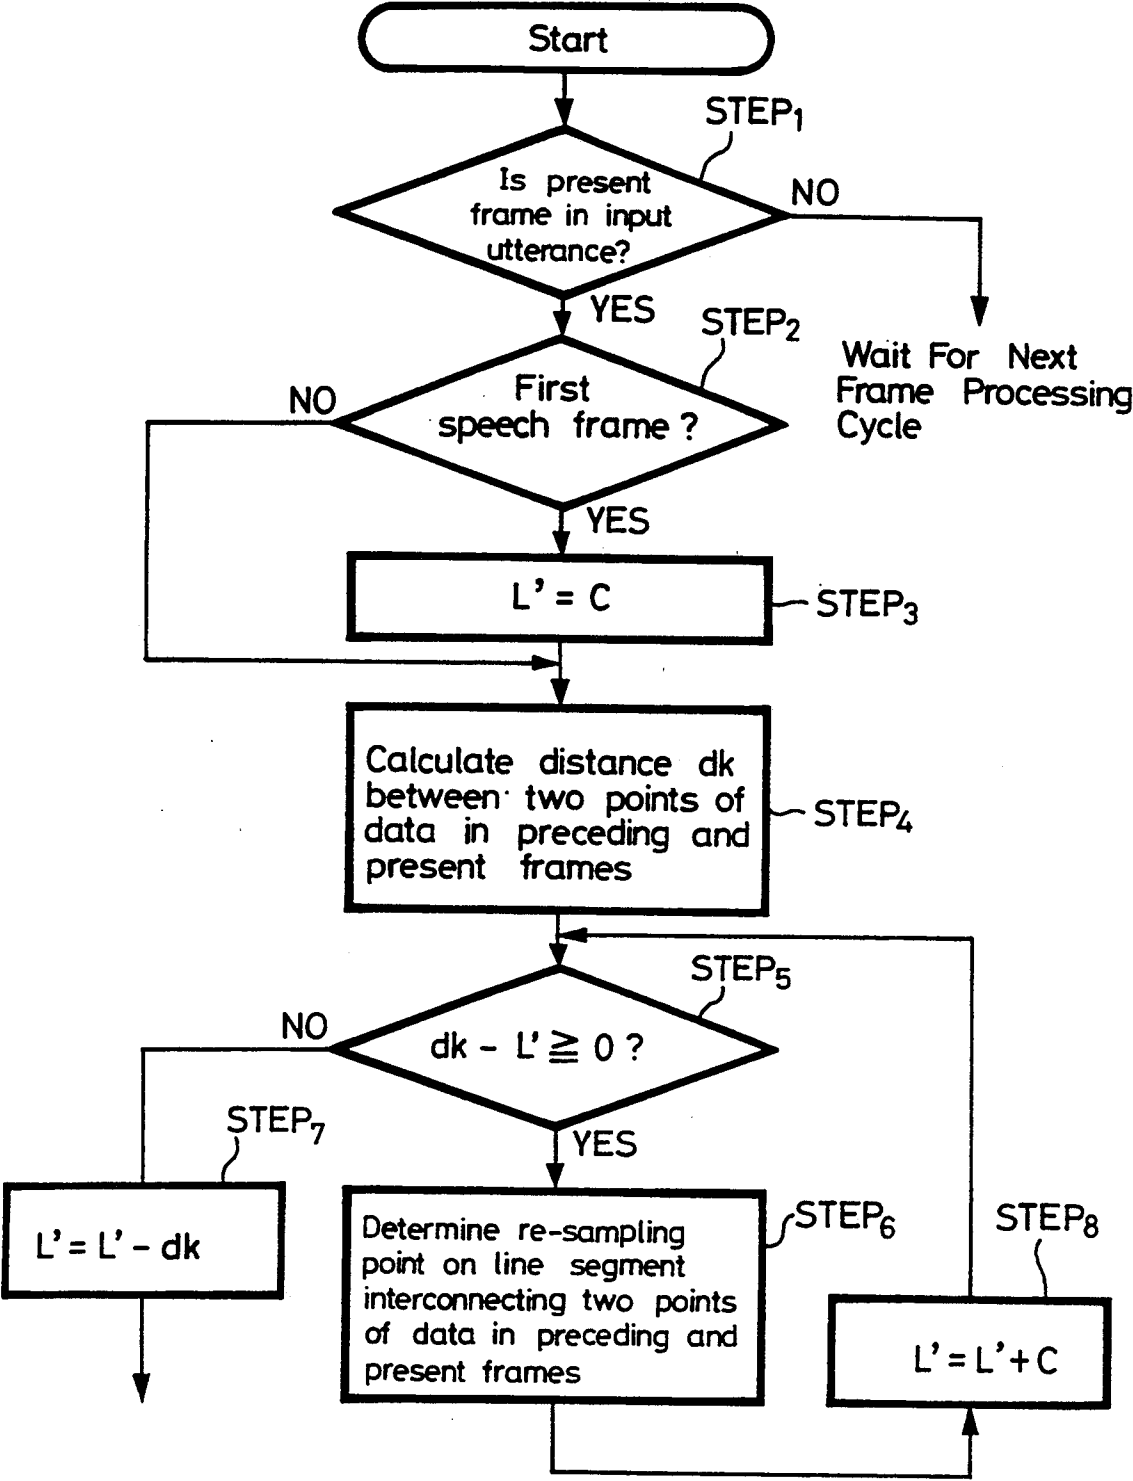 Start
STEP1
Is present
frame in input
utterance?
NO
YES
STEP2
Wait For Next
Frame Processing
Cycle
First
speech frame ?
NO
YES
L' = C
STEP3
Calculate distance dk
between two points of
data in preceding and
present frames
STEP4
STEP5
dk - L' ≧ 0 ?
NO
YES
STEP7
L' = L' - dk
Determine re-sampling
point on line segment
interconnecting two points
of data in preceding and
present frames
STEP6
STEP8
L' = L' + C